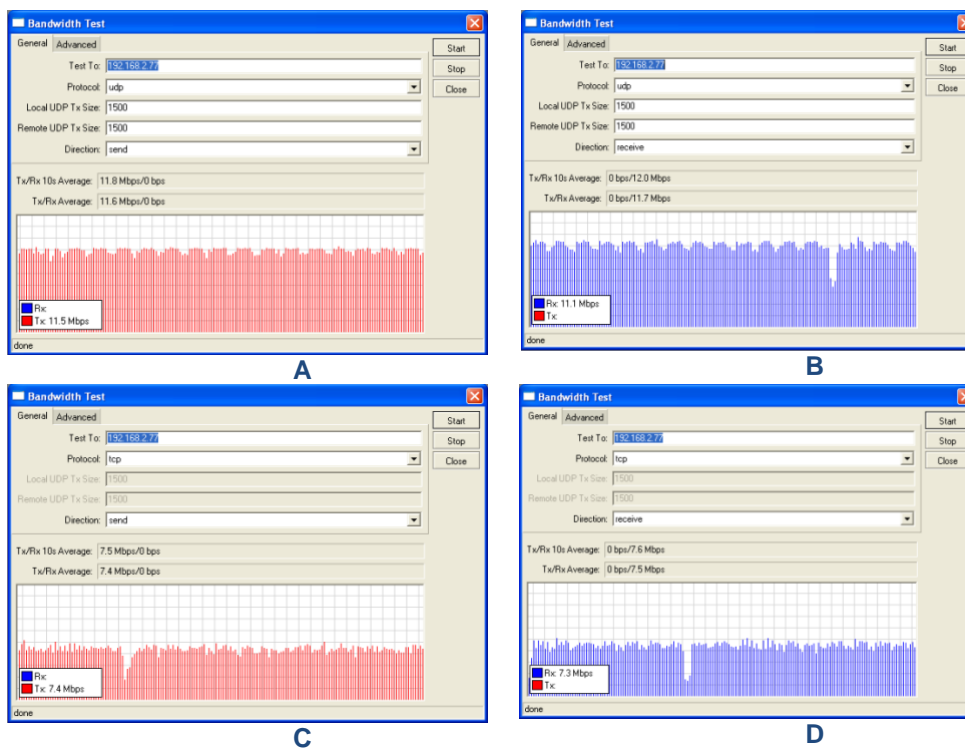 Bandwidth Test
General Advanced
Start
Test To: 192.168.2.77
Stop
Protocol: udp
Close
Local UDP Tx Size: 1500
Remote UDP Tx Size: 1500
Direction: send
Tx/Rx 10s Average: 11.8 Mbps/0 bps
Tx/Rx Average: 11.6 Mbps/0 bps
Rx:
Tx: 11.5 Mbps
done
A
Bandwidth Test
General Advanced
Start
Test To: 192.168.2.77
Stop
Protocol: udp
Close
Local UDP Tx Size: 1500
Remote UDP Tx Size: 1500
Direction: receive
Tx/Rx 10s Average: 0 bps/12.0 Mbps
Tx/Rx Average: 0 bps/11.7 Mbps
Rx: 11.1 Mbps
Tx:
done
B
Bandwidth Test
General Advanced
Start
Test To: 192.168.2.77
Stop
Protocol: tcp
Close
Local UDP Tx Size: 1500
Remote UDP Tx Size: 1500
Direction: send
Tx/Rx 10s Average: 7.5 Mbps/0 bps
Tx/Rx Average: 7.4 Mbps/0 bps
Rx:
Tx: 7.4 Mbps
done
C
Bandwidth Test
General Advanced
Start
Test To: 192.168.2.77
Stop
Protocol: tcp
Close
Local UDP Tx Size: 1500
Remote UDP Tx Size: 1500
Direction: receive
Tx/Rx 10s Average: 0 bps/7.6 Mbps
Tx/Rx Average: 0 bps/7.5 Mbps
Rx: 7.3 Mbps
Tx:
done
D